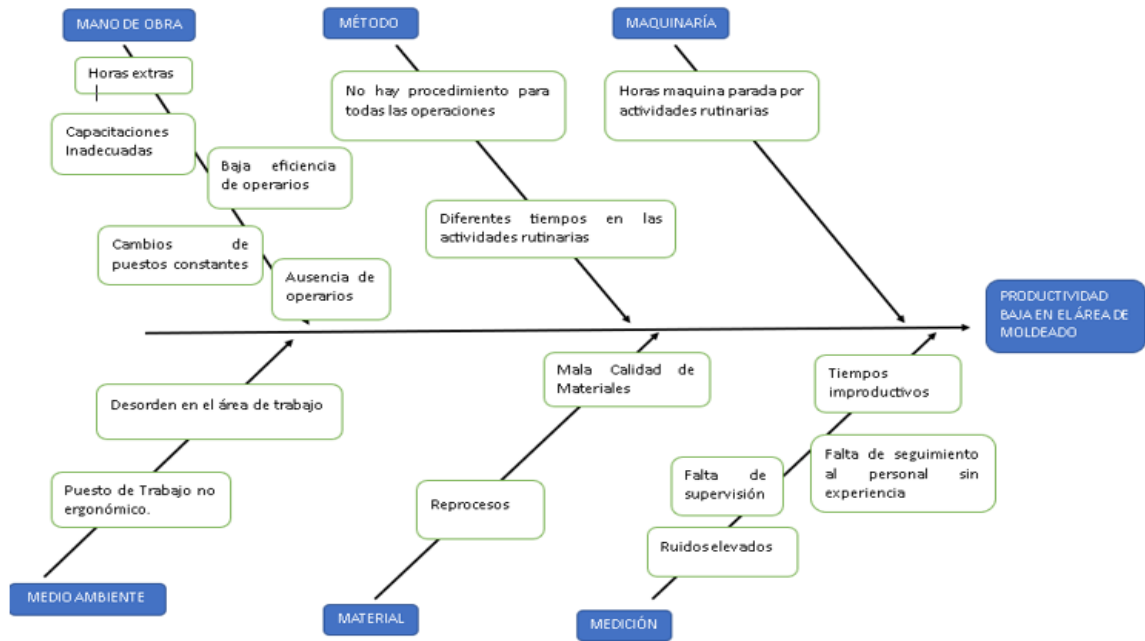 MANO DE OBRA
MÉTODO
MAQUINARÍA
Horas extras
Capacitaciones
Inadecuadas
Baja eficiencia
de operarios
Cambios de
puestos constantes
Ausencia de
operarios
No hay procedimiento para
todas las operaciones
Diferentes tiempos en las
actividades rutinarias
Horas maquina parada por
actividades rutinarias
PRODUCTIVIDAD
BAJA EN EL ÁREA DE
MOLDEADO
Desorden en el área de trabajo
Puesto de Trabajo no
ergonómico.
Mala Calidad de
Materiales
Reprocesos
Tiempos
improductivos
Falta de seguimiento
al personal sin
experiencia
Falta de
supervisión
Ruidos elevados
MEDIO AMBIENTE
MATERIAL
MEDICIÓN